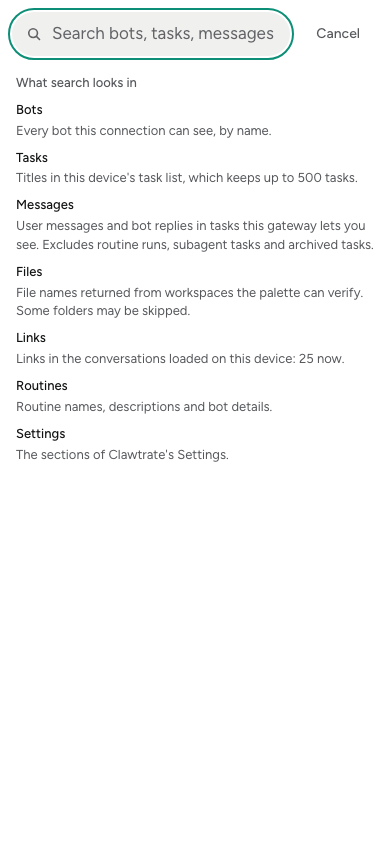 Search bots, tasks, messages
Cancel
What search looks in
Bots
Every bot this connection can see, by name.
Tasks
Titles in this device's task list, which keeps up to 500 tasks.
Messages
User messages and bot replies in tasks this gateway lets you
see. Excludes routine runs, subagent tasks and archived tasks.
Files
File names returned from workspaces the palette can verify.
Some folders may be skipped.
Links
Links in the conversations loaded on this device: 25 now.
Routines
Routine names, descriptions and bot details.
Settings
The sections of Clawtrate's Settings.